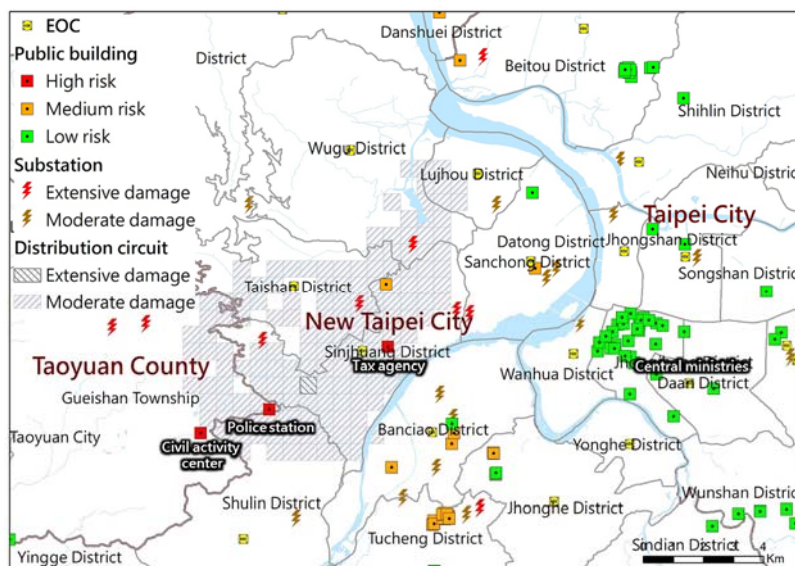 EOC
Public building
High risk
Medium risk
Low risk
Substation
Extensive damage
Moderate damage
Distribution circuit
Extensive damage
Moderate damage
Danshuei District
District
Beitou District
Shihlin District
Wugu District
Lujhou District
Neihu District
Taipei City
Datong District
Jhongshan District
Sanchong District
Songshan District
Taishan District
New Taipei City
Taoyuan County
Sinjhuang District
Tax agency
Central ministries
Wanhua District
Daan District
Gueishan Township
Police station
Taoyuan City
Civil activity
center
Banciao District
Yonghe District
Shulin District
Jhonghe District
Wunshan District
Tucheng District
Yingge District
Sindian District
4
Km